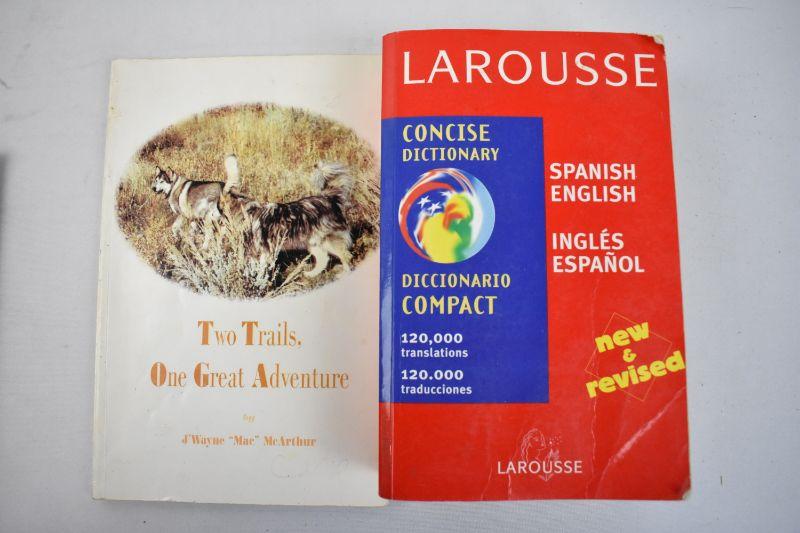 Two Trails,
One Great Adventure
by
J'Wayne "Mac" McArthur
LAROUSSE
CONCISE
DICTIONARY
SPANISH
ENGLISH
INGLÉS
ESPAÑOL
DICCIONARIO
COMPACT
120,000
translations
120.000
traducciones
new
&
revised
LAROUSSE